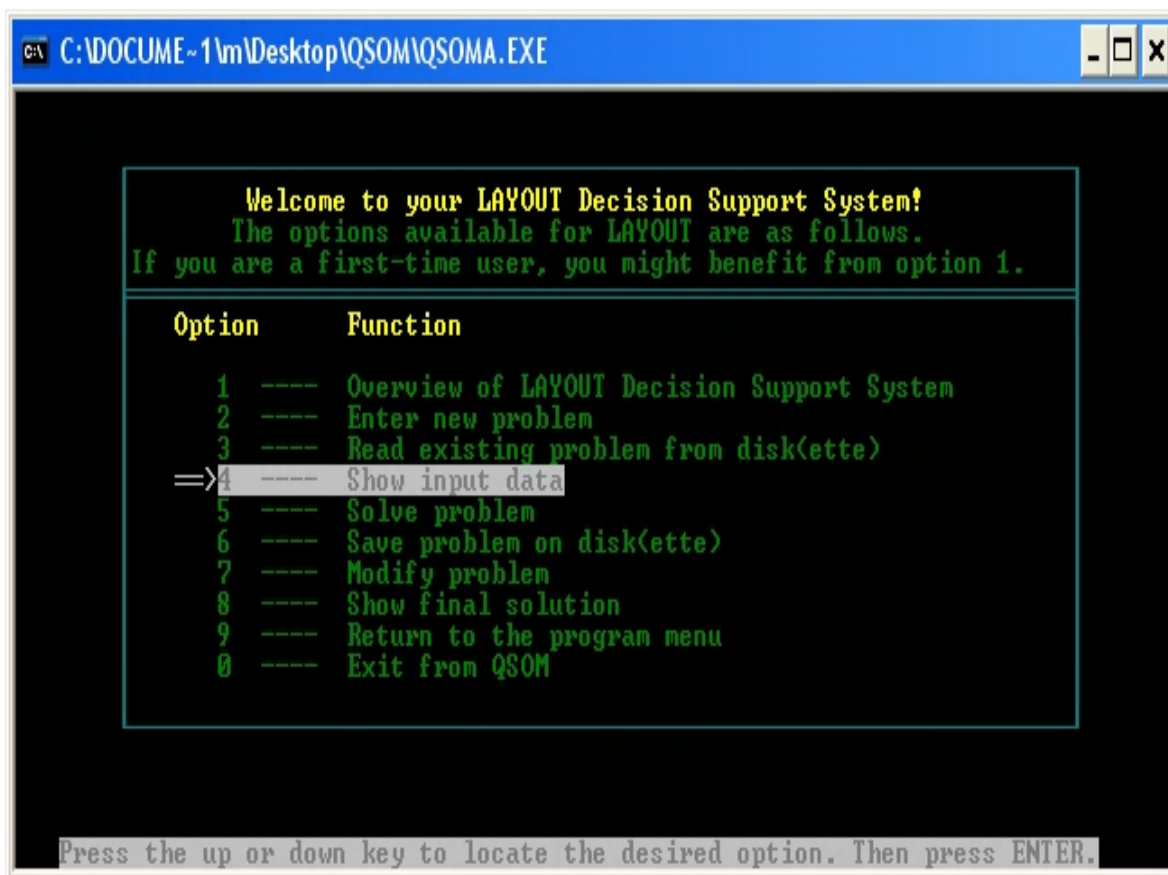 C:\DOCUME~1\m\Desktop\QSOM\QSOMA.EXE
Welcome to your LAYOUT Decision Support System!
The options available for LAYOUT are as follows.
If you are a first-time user, you might benefit from option 1.
Option Function
1 ---- Overview of LAYOUT Decision Support System
2 ---- Enter new problem
3 ---- Read existing problem from disk(ette)
=>4 ---- Show input data
5 ---- Solve problem
6 ---- Save problem on disk(ette)
7 ---- Modify problem
8 ---- Show final solution
9 ---- Return to the program menu
0 ---- Exit from QSOM
Press the up or down key to locate the desired option. Then press ENTER.